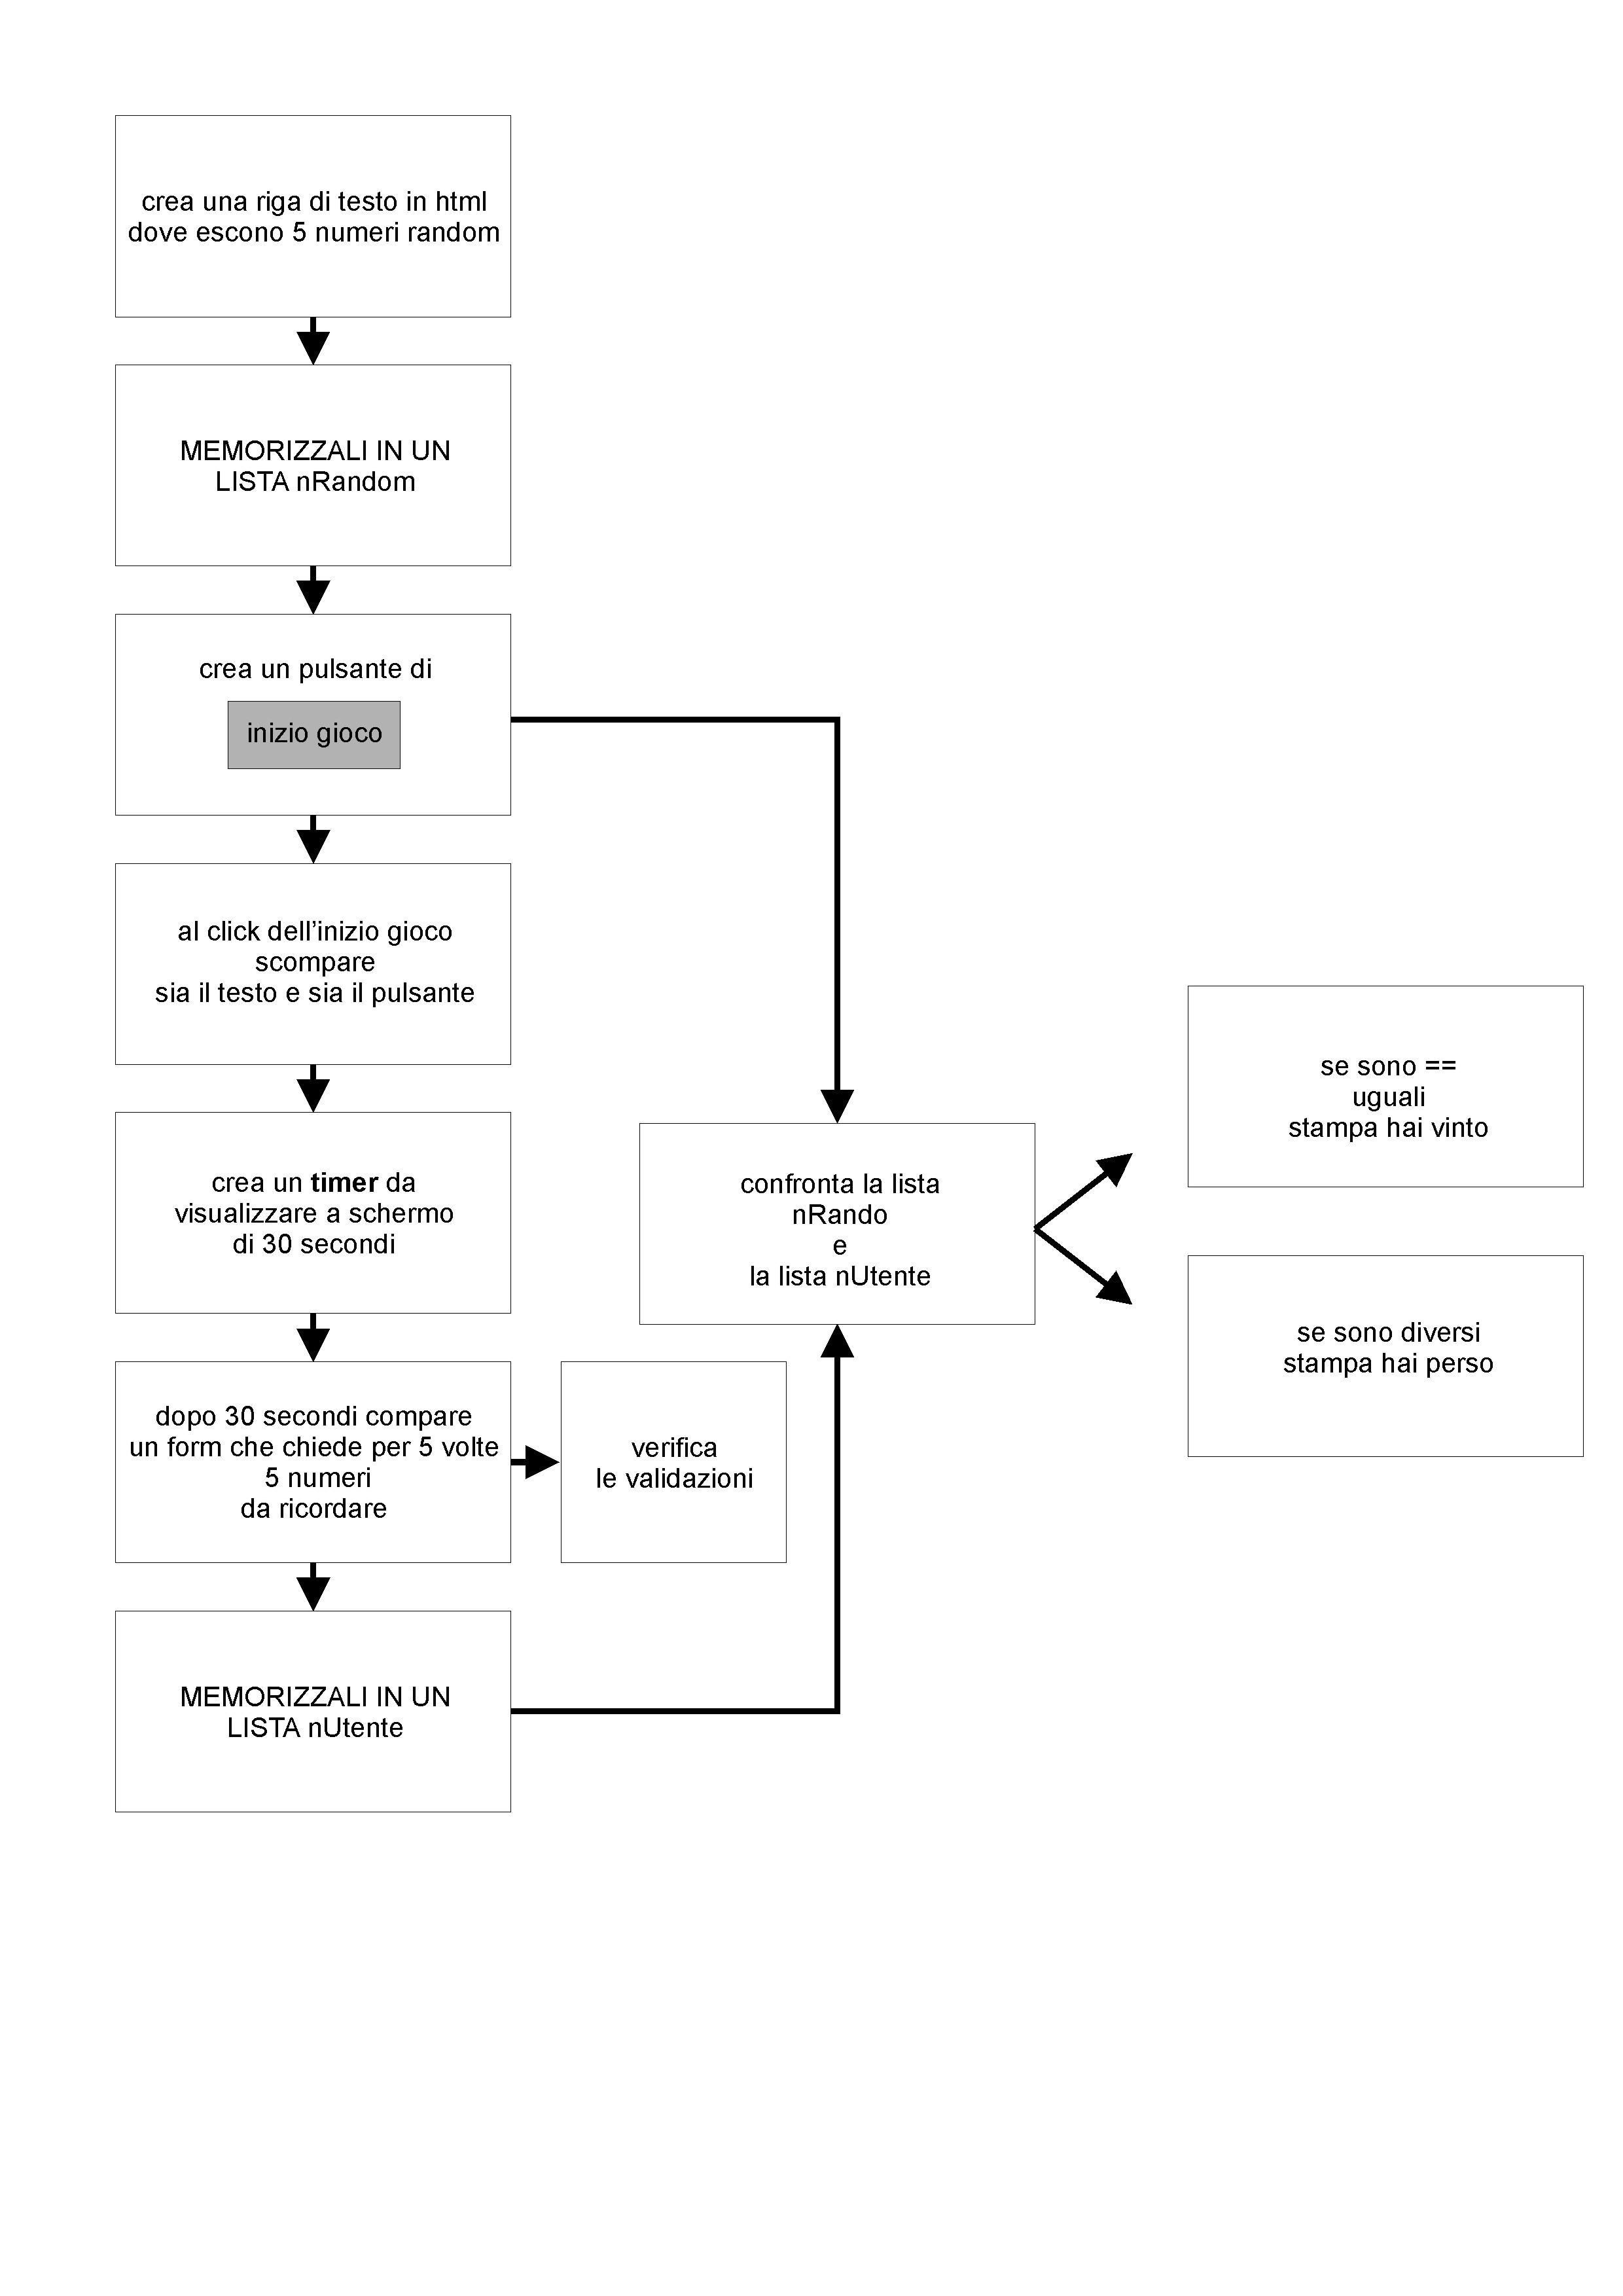 crea una riga di testo in html
dove escono 5 numeri random
MEMORIZZALI IN UN
LISTA nRandom
crea un pulsante di
inizio gioco
al click dell’inizio gioco
scompare
sia il testo e sia il pulsante
crea un timer da
visualizzare a schermo
di 30 secondi
dopo 30 secondi compare
un form che chiede per 5 volte
5 numeri
da ricordare
verifica
le validazioni
MEMORIZZALI IN UN
LISTA nUtente
confronta la lista
nRando
e
la lista nUtente
se sono ==
uguali
stampa hai vinto
se sono diversi
stampa hai perso